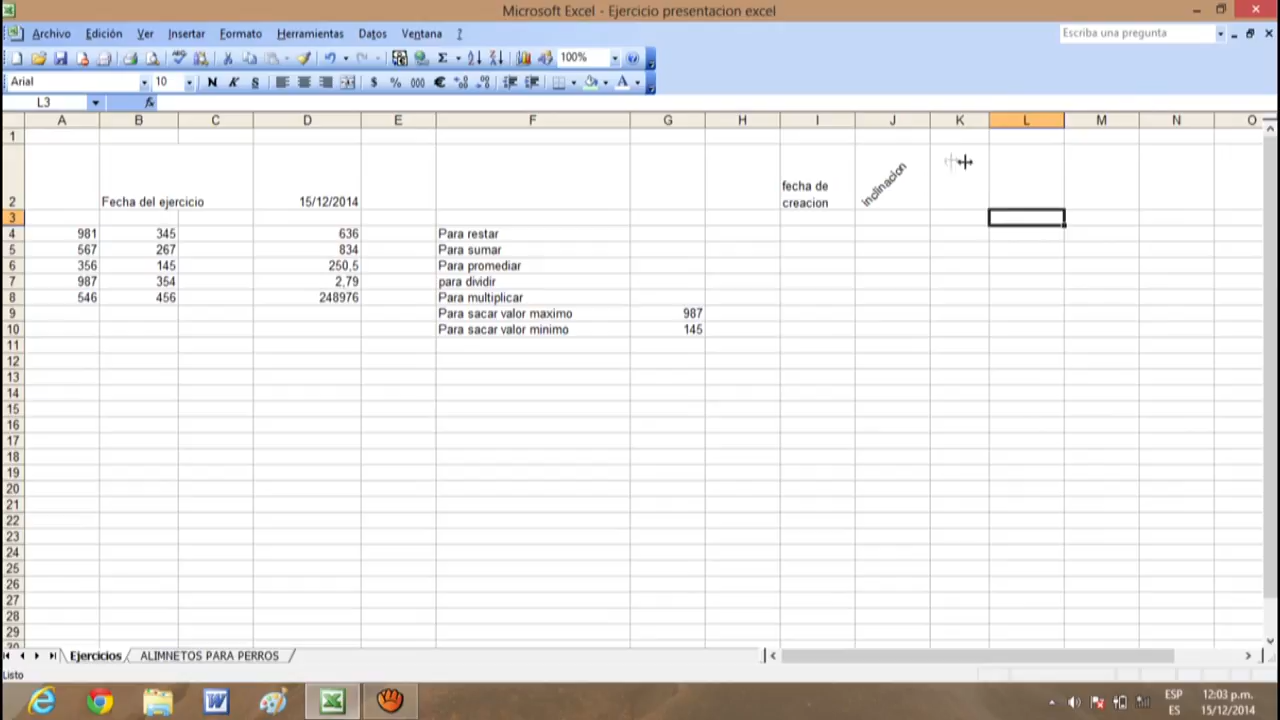 Microsoft Excel - Ejercicio presentacion excel
Archivo Edición Ver Insertar Formato Herramientas Datos Ventana ? Escriba una pregunta
100%
Arial 10 N K S $ % 000 €
L3 fx
A B C D E F G H I J K L M N O
1
2 Fecha del ejercicio 15/12/2014 fecha de creacion inclinacion
3
4 981 345 636 Para restar
5 567 267 834 Para sumar
6 356 145 250,5 Para promediar
7 987 354 2,79 para dividir
8 546 456 248976 Para multiplicar
9 Para sacar valor maximo 987
10 Para sacar valor minimo 145
11
12
13
14
15
16
17
18
19
20
21
22
23
24
25
26
27
28
29
30
Ejercicios ALIMNETOS PARA PERROS
Listo
ESP 12:03 p.m.
ES 15/12/2014